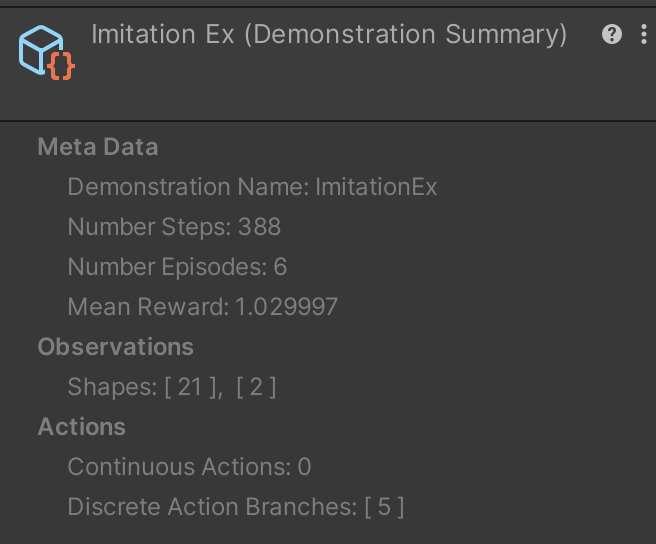 Imitation Ex (Demonstration Summary)
Meta Data
Demonstration Name: ImitationEx
Number Steps: 388
Number Episodes: 6
Mean Reward: 1.029997
Observations
Shapes: [ 21 ],  [ 2 ]
Actions
Continuous Actions: 0
Discrete Action Branches: [ 5 ]